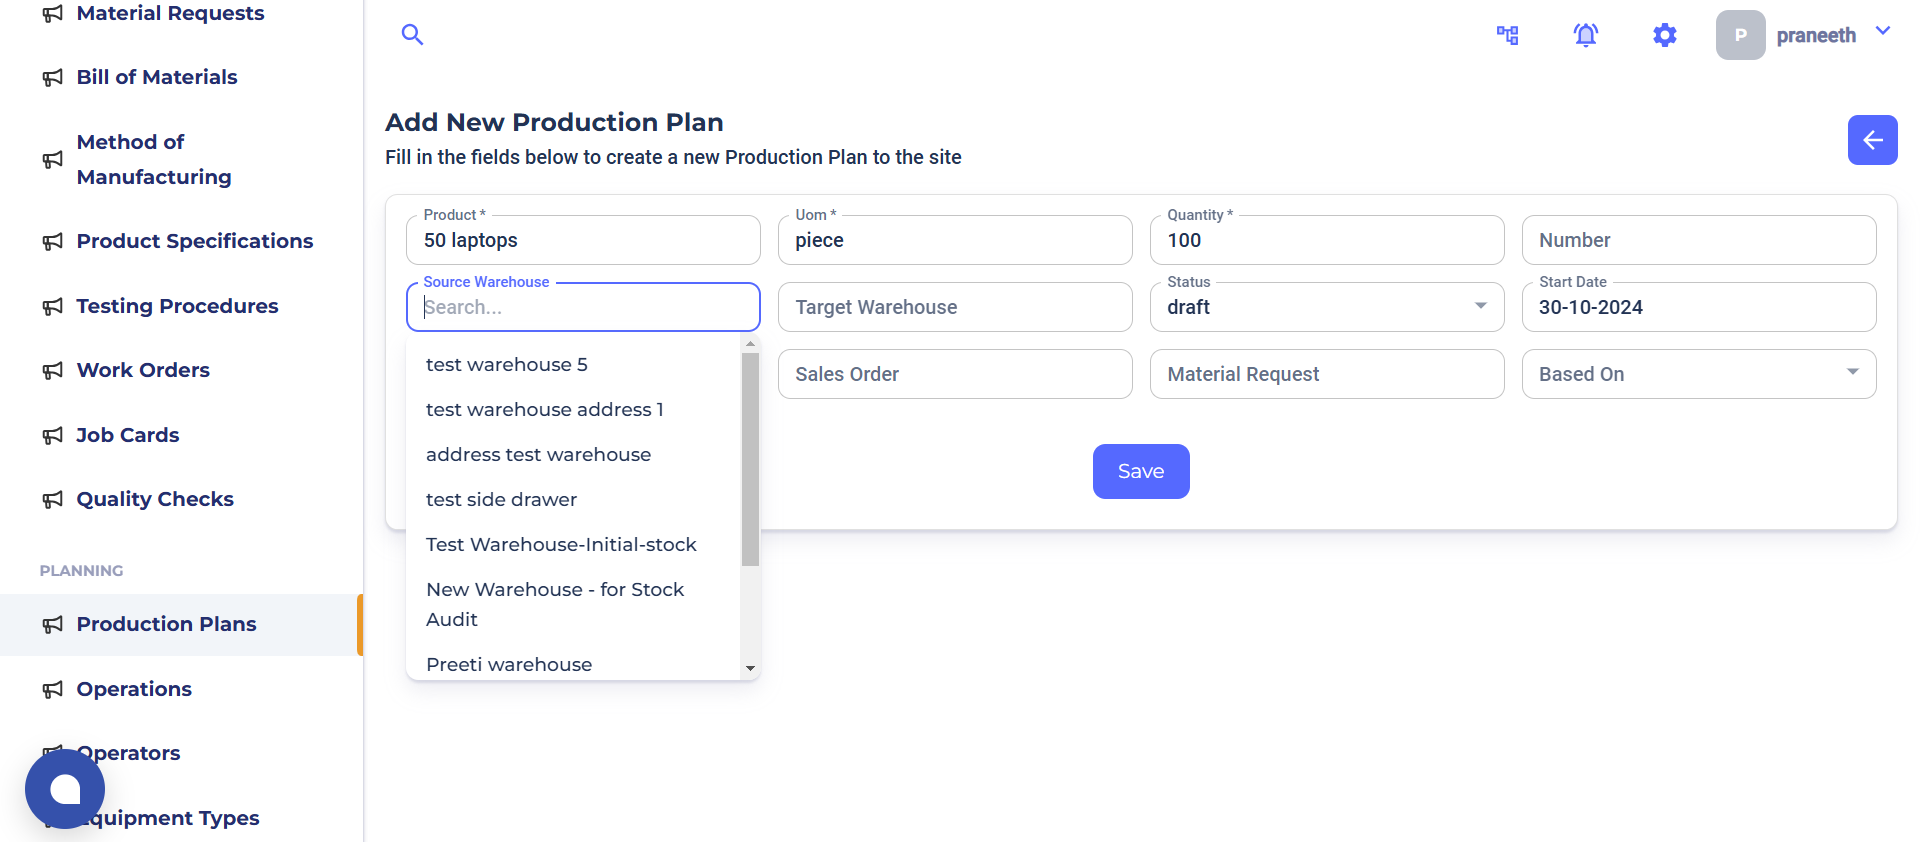 Material Requests
Bill of Materials
Method of
Manufacturing
Product Specifications
Testing Procedures
Work Orders
Job Cards
Quality Checks
PLANNING
Production Plans
Operations
Operators
Equipment Types
P
praneeth
Add New Production Plan
Fill in the fields below to create a new Production Plan to the site
Product *
50 laptops
Uom *
piece
Quantity *
100
Number
Source Warehouse
Search...
Target Warehouse
Status
draft
Start Date
30-10-2024
test warehouse 5
test warehouse address 1
address test warehouse
test side drawer
Test Warehouse-Initial-stock
New Warehouse - for Stock
Audit
Preeti warehouse
Sales Order
Material Request
Based On
Save